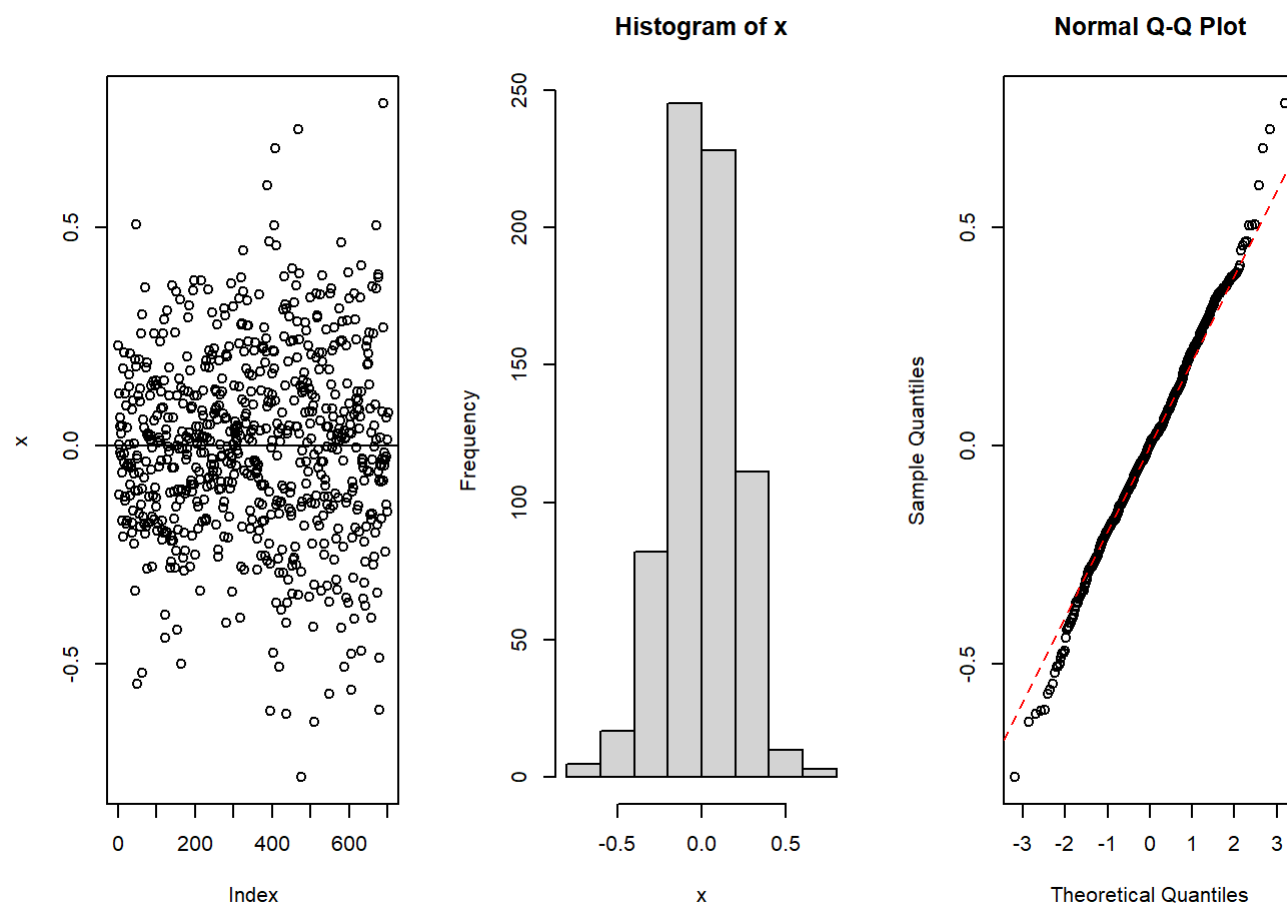 x
0.5
0.0
-0.5
0 200 400 600
Index
Histogram of x
Frequency
250
200
150
100
50
0
-0.5 0.0 0.5
x
Normal Q-Q Plot
Sample Quantiles
0.5
0.0
-0.5
-3 -2 -1 0 1 2 3
Theoretical Quantiles